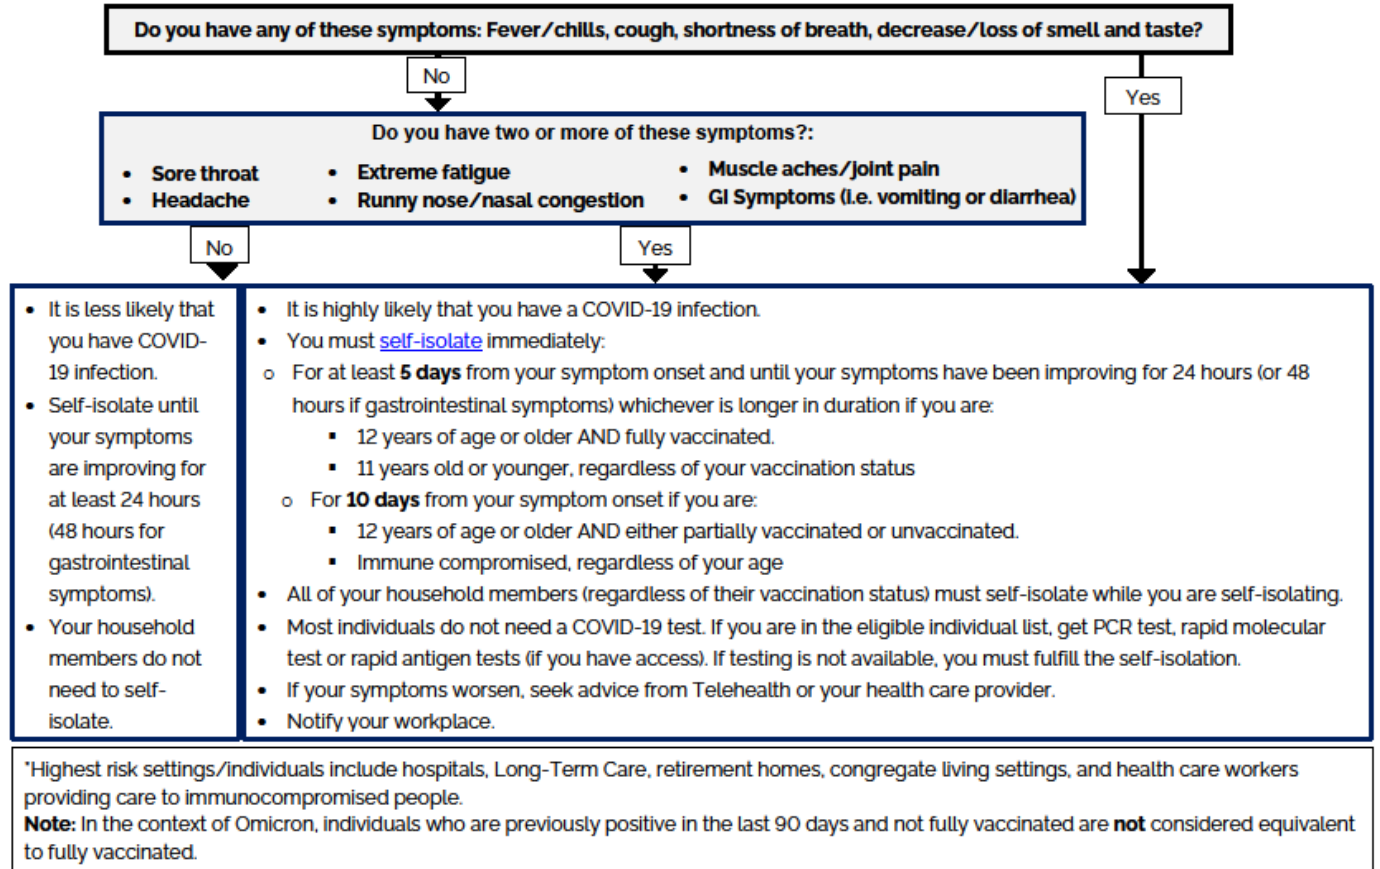 Do you have any of these symptoms: Fever/chills, cough, shortness of breath, decrease/loss of smell and taste?
No
Yes
Do you have two or more of these symptoms?:
• Sore throat
• Headache
• Extreme fatigue
• Runny nose/nasal congestion
• Muscle aches/joint pain
• GI Symptoms (i.e. vomiting or diarrhea)
No
Yes
• It is less likely that
you have COVID-
19 infection.
• Self-isolate until
your symptoms
are improving for
at least 24 hours
(48 hours for
gastrointestinal
symptoms).
• Your household
members do not
need to self-
isolate.
• It is highly likely that you have a COVID-19 infection.
• You must self-isolate immediately:
o For at least 5 days from your symptom onset and until your symptoms have been improving for 24 hours (or 48
hours if gastrointestinal symptoms) whichever is longer in duration if you are:
▪ 12 years of age or older AND fully vaccinated.
▪ 11 years old or younger, regardless of your vaccination status
o For 10 days from your symptom onset if you are:
▪ 12 years of age or older AND either partially vaccinated or unvaccinated.
▪ Immune compromised, regardless of your age
• All of your household members (regardless of their vaccination status) must self-isolate while you are self-isolating.
• Most individuals do not need a COVID-19 test. If you are in the eligible individual list, get PCR test, rapid molecular
test or rapid antigen tests (if you have access). If testing is not available, you must fulfill the self-isolation.
• If your symptoms worsen, seek advice from Telehealth or your health care provider.
• Notify your workplace.
*Highest risk settings/individuals include hospitals, Long-Term Care, retirement homes, congregate living settings, and health care workers
providing care to immunocompromised people.
Note: In the context of Omicron, individuals who are previously positive in the last 90 days and not fully vaccinated are not considered equivalent
to fully vaccinated.